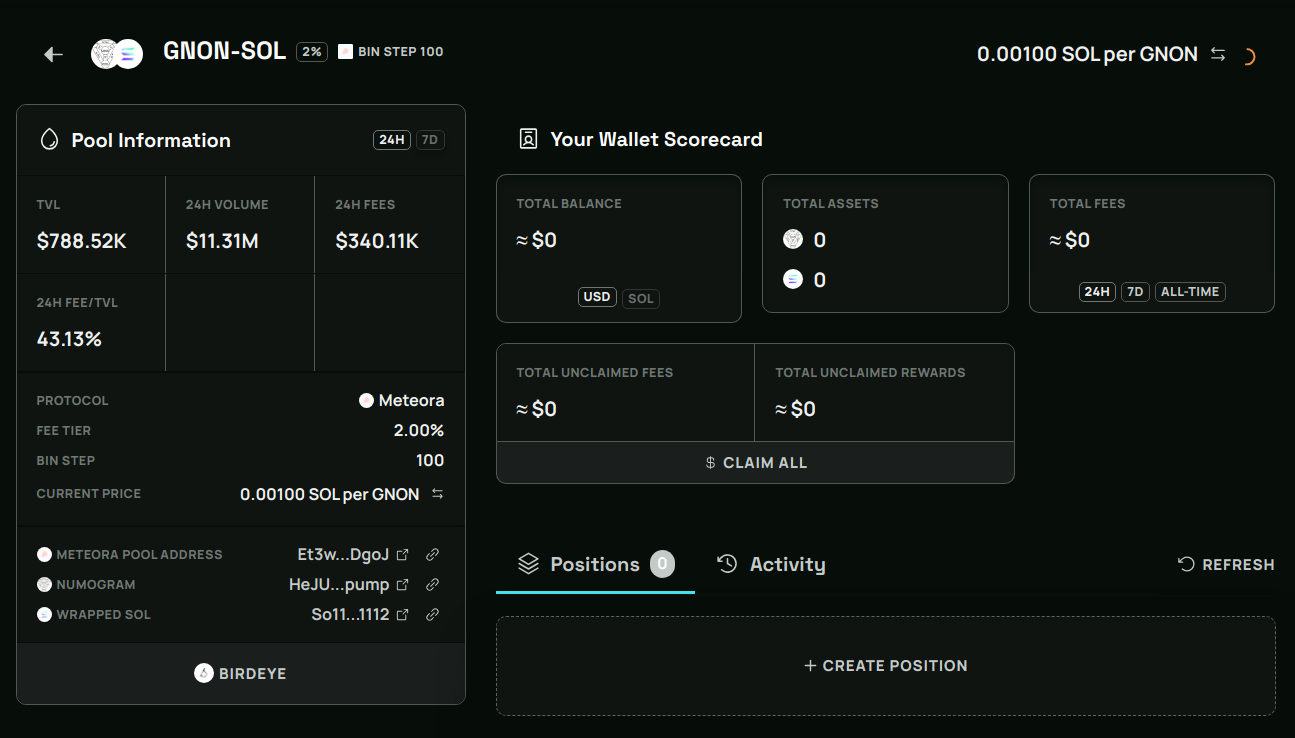 GNON-SOL 2% BIN STEP 100
0.00100 SOL per GNON
Pool Information 24H 7D
TVL 24H VOLUME 24H FEES
$788.52K $11.31M $340.11K
24H FEE/TVL
43.13%
PROTOCOL Meteora
FEE TIER 2.00%
BIN STEP 100
CURRENT PRICE 0.00100 SOL per GNON
METEORA POOL ADDRESS Et3w...DgoJ
NUMOGRAM HeJU...pump
WRAPPED SOL So11...1112
BIRDEYE
Your Wallet Scorecard
TOTAL BALANCE
≈ $0
USD SOL
TOTAL ASSETS
0
0
TOTAL FEES
≈ $0
24H 7D ALL-TIME
TOTAL UNCLAIMED FEES
≈ $0
TOTAL UNCLAIMED REWARDS
≈ $0
$ CLAIM ALL
Positions 0 Activity REFRESH
+ CREATE POSITION